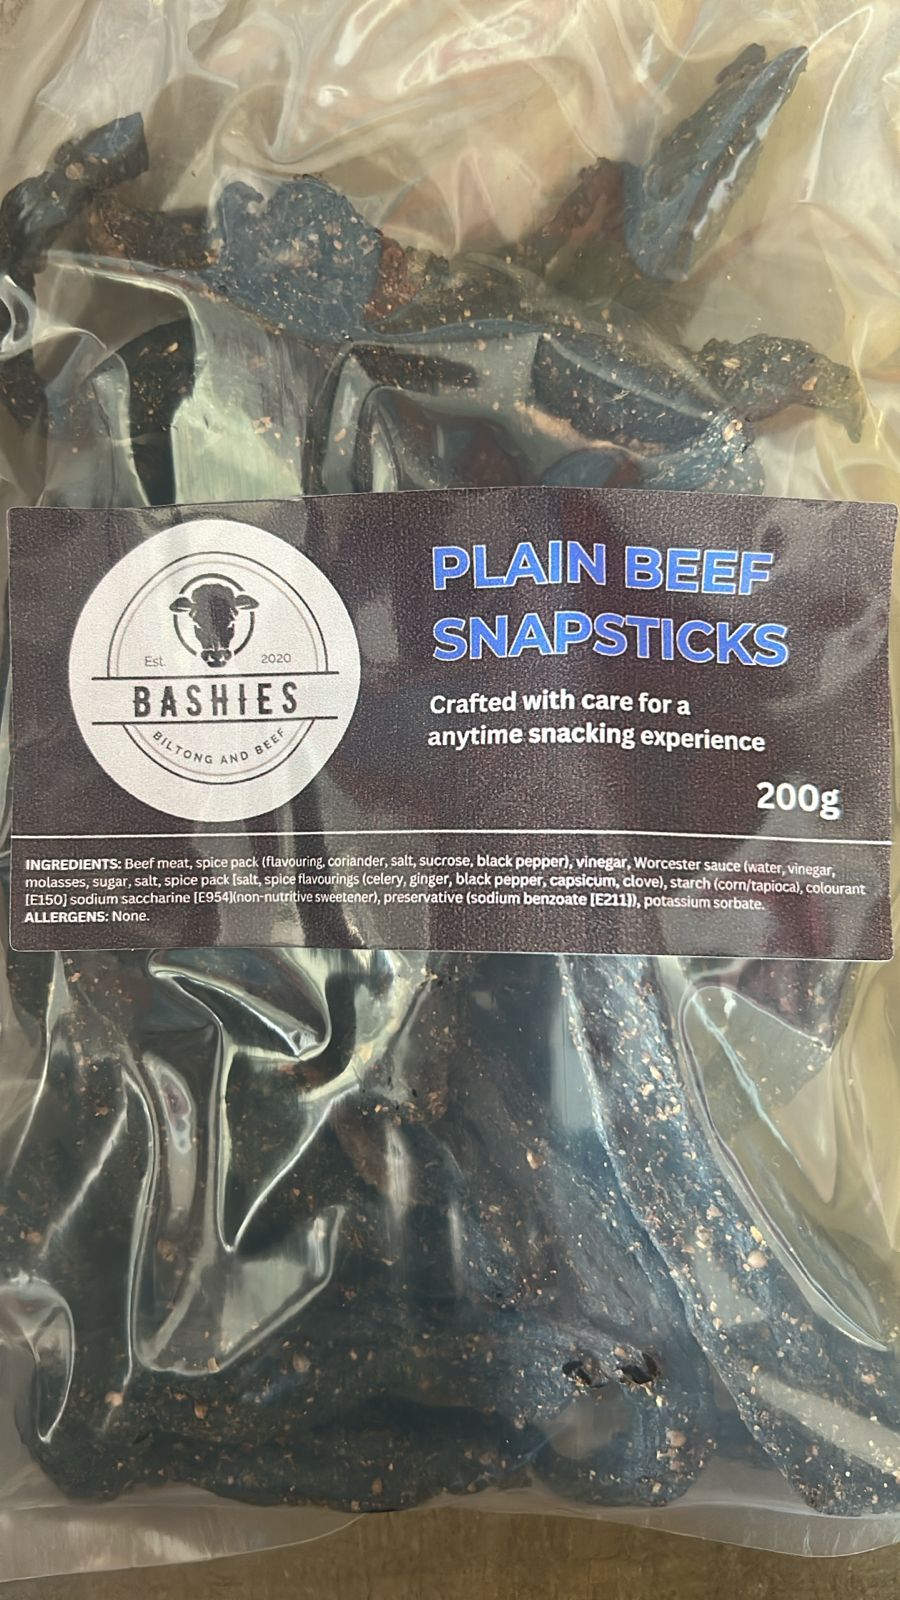 Est. 2020
BASHIES
BILTONG AND BEEF
PLAIN BEEF
SNAPSTICKS
Crafted with care for a
anytime snacking experience
200g
INGREDIENTS: Beef meat, spice pack (flavouring, coriander, salt, sucrose, black pepper), vinegar, Worcester sauce (water, vinegar,
molasses, sugar, salt, spice pack [salt, spice flavourings (celery, ginger, black pepper, capsicum, clove), starch (corn/tapioca), colourant
[E150] sodium saccharine [E954](non-nutritive sweetener), preservative (sodium benzoate [E211]), potassium sorbate.
ALLERGENS: None.